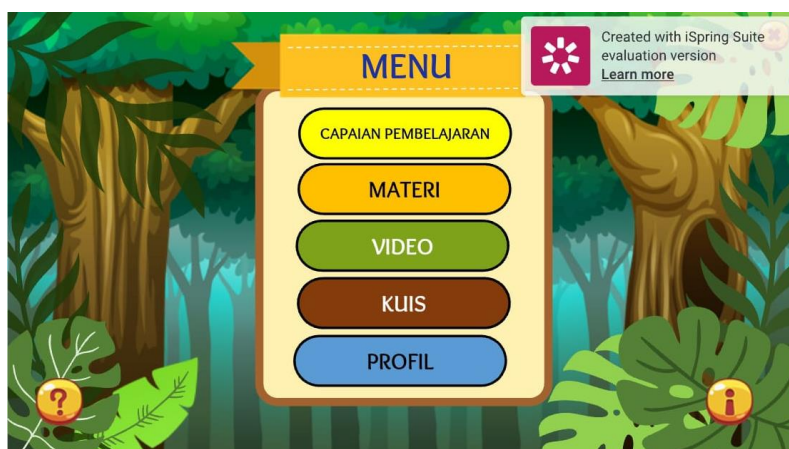 MENU
Created with iSpring Suite
evaluation version
Learn more
CAPAIAN PEMBELAJARAN
MATERI
VIDEO
KUIS
PROFIL
?
i